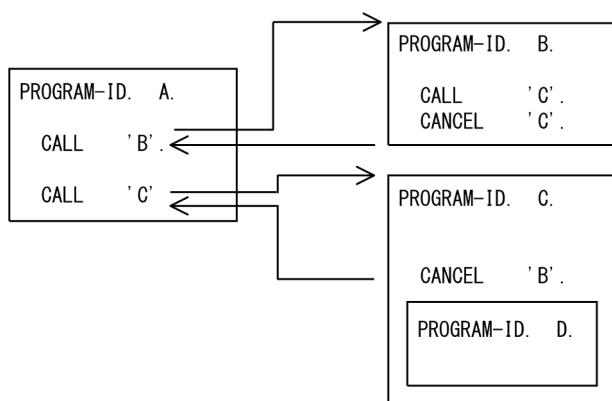 PROGRAM-ID. A.
CALL 'B'.
CALL 'C'
PROGRAM-ID. B.
CALL 'C'.
CANCEL 'C'.
PROGRAM-ID. C.
CANCEL 'B'.
PROGRAM-ID. D.